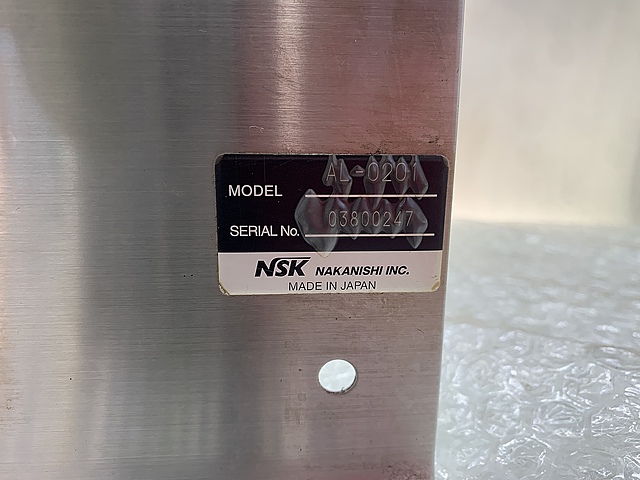 MODEL AL-0201
SERIAL No. 03800247
NSK NAKANISHI INC.
MADE IN JAPAN